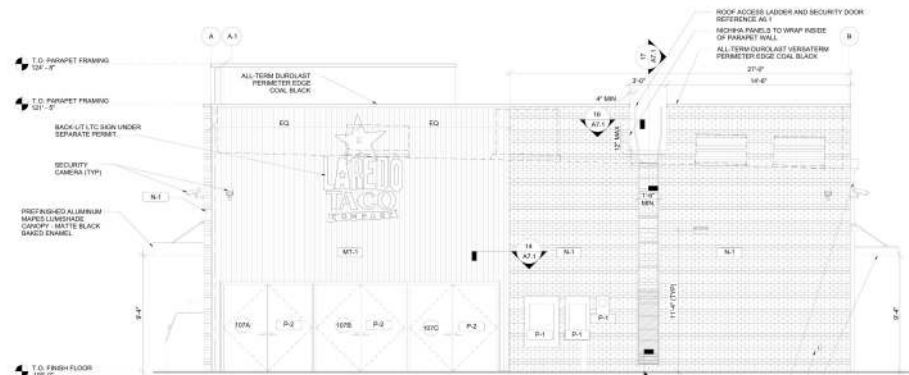 ROOF ACCESS LADDER AND SECURITY DOOR
REFERENCE A6.1
NICHIHA PANELS TO WRAP INSIDE
OF PARAPET WALL
ALL-TERM DUROLAST VERSATERM
PERIMETER EDGE COAL BLACK
A
A.1
B
17
A7.1
27'-0"
3'-0"
14'-6"
T.O. PARAPET FRAMING
124' - 9"
ALL-TERM DUROLAST
PERIMETER EDGE
COAL BLACK
4" MIN
T.O. PARAPET FRAMING
121' - 5"
EQ
EQ
16
A7.1
12" MAX
BACK-LIT LTC SIGN UNDER
SEPARATE PERMIT.
LAREDO
TACO
COMPANY
SECURITY
CAMERA (TYP)
N-1
1'-6"
MIN
PREFINISHED ALUMINUM
MAPES LUMISHADE
CANOPY - MATTE BLACK
BAKED ENAMEL
MT-1
18
A7.1
N-1
N-1
9'-4"
11'-4" (TYP)
9'-4"
107A
P-2
107B
P-2
107C
P-2
P-1
P-1
P-1
T.O. FINISH FLOOR